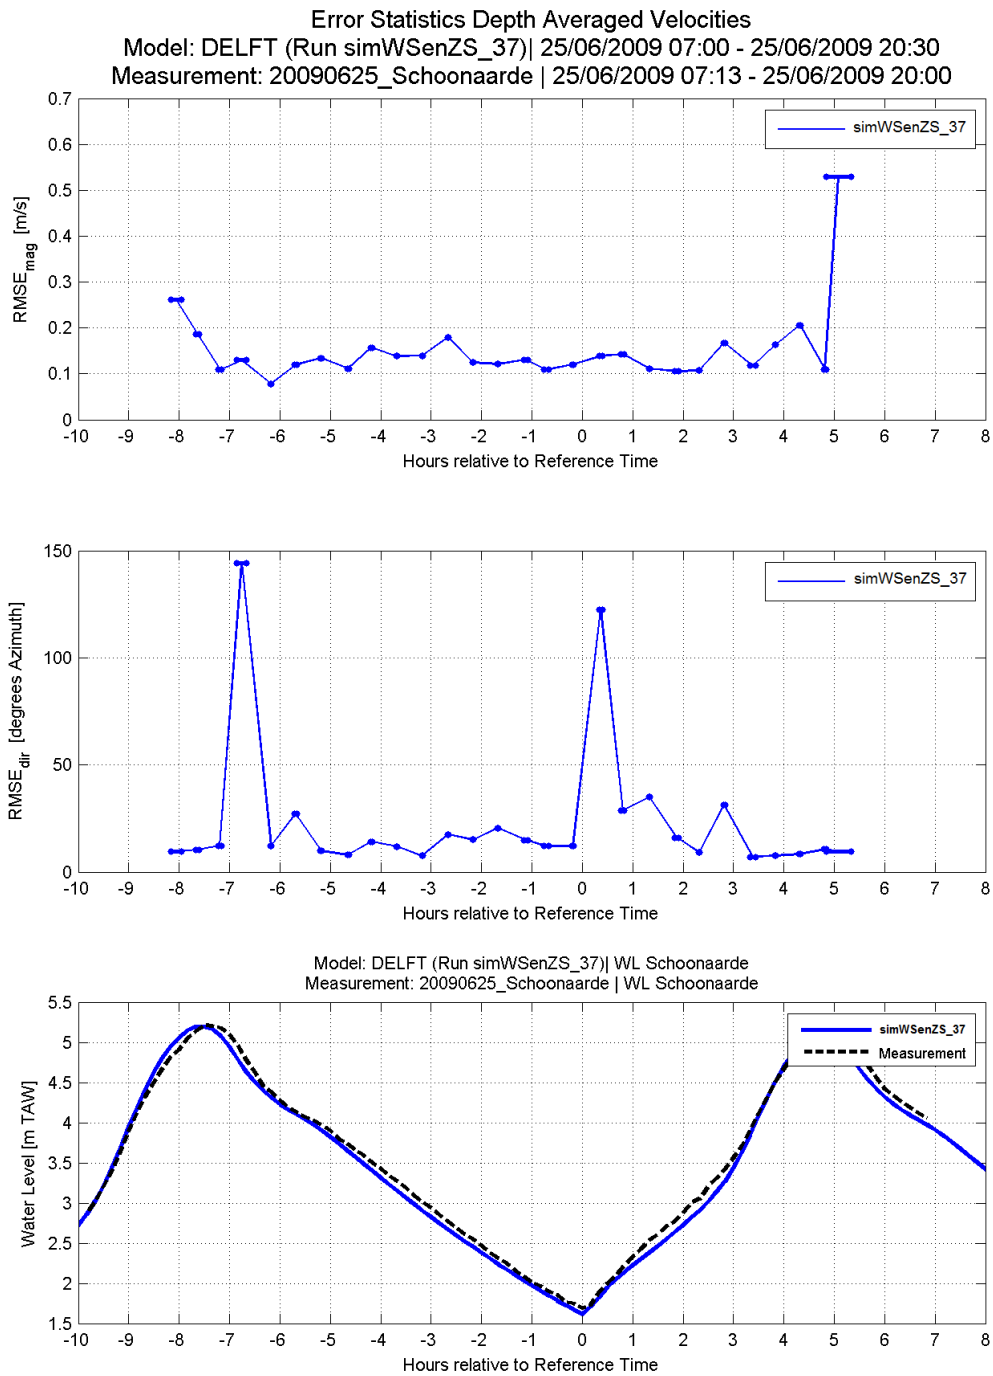 Error Statistics Depth Averaged Velocities
Model: DELFT (Run simWSenZS_37)| 25/06/2009 07:00 - 25/06/2009 20:30
Measurement: 20090625_Schoonaarde | 25/06/2009 07:13 - 25/06/2009 20:00
0.7
0.6
0.5
0.4
0.3
0.2
0.1
0
RMSEmag [m/s]
simWSenZS_37
-10 -9 -8 -7 -6 -5 -4 -3 -2 -1 0 1 2 3 4 5 6 7 8
Hours relative to Reference Time
150
100
50
0
RMSEdir [degrees Azimuth]
simWSenZS_37
-10 -9 -8 -7 -6 -5 -4 -3 -2 -1 0 1 2 3 4 5 6 7 8
Hours relative to Reference Time
Model: DELFT (Run simWSenZS_37)| WL Schoonaarde
Measurement: 20090625_Schoonaarde | WL Schoonaarde
5.5
5
4.5
4
3.5
3
2.5
2
1.5
Water Level [m TAW]
simWSenZS_37
Measurement
-10 -9 -8 -7 -6 -5 -4 -3 -2 -1 0 1 2 3 4 5 6 7 8
Hours relative to Reference Time